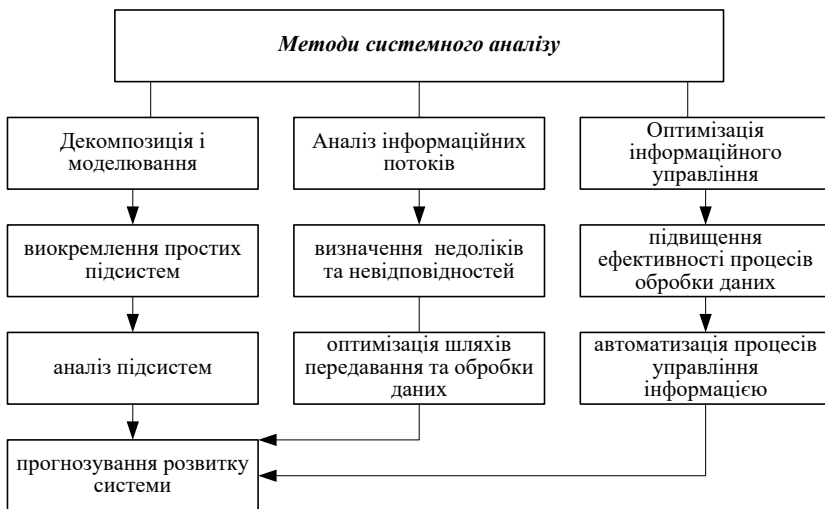 Методи системного аналізу
Декомпозиція і
моделювання
Аналіз інформаційних
потоків
Оптимізація
інформаційного
управління
виокремлення простих
підсистем
визначення недоліків
та невідповідностей
підвищення
ефективності процесів
обробки даних
аналіз підсистем
оптимізація шляхів
передавання та обробки
даних
автоматизація процесів
управління
інформацією
прогнозування розвитку
системи